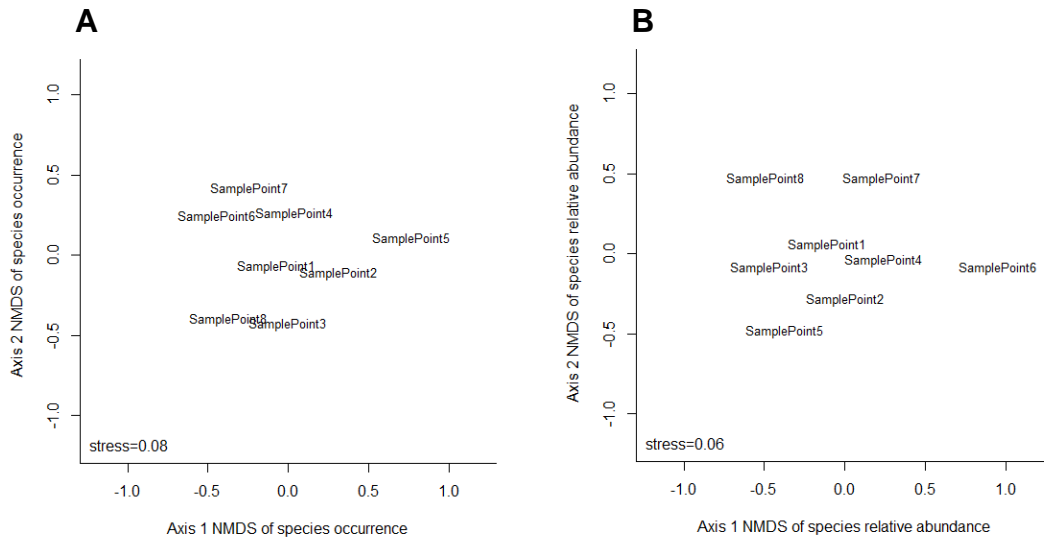 A
Axis 2 NMDS of species occurrence
1.0
0.5
0.0
-0.5
-1.0
SamplePoint7
SamplePoint6
SamplePoint4
SamplePoint5
SamplePoint1
SamplePoint2
SamplePoint8
SamplePoint3
stress=0.08
-1.0 -0.5 0.0 0.5 1.0
Axis 1 NMDS of species occurrence
B
Axis 2 NMDS of species relative abundance
1.0
0.5
0.0
-0.5
-1.0
SamplePoint8 SamplePoint7
SamplePoint1
SamplePoint4
SamplePoint3 SamplePoint6
SamplePoint2
SamplePoint5
stress=0.06
-1.0 -0.5 0.0 0.5 1.0
Axis 1 NMDS of species relative abundance